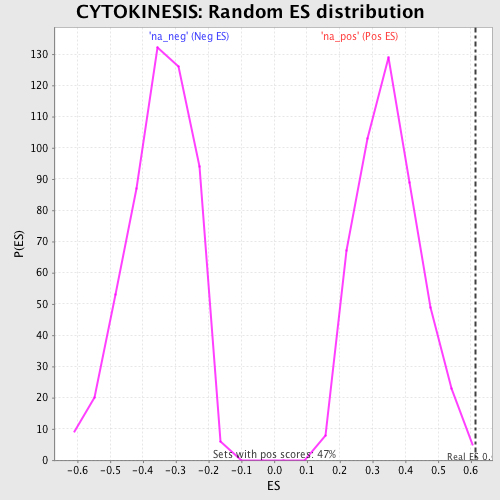 CYTOKINESIS: Random ES distribution
'na_neg' (Neg ES) 'na_pos' (Pos ES)
130
120
110
100
90
80
70
60
50
40
30
20
10
0
P(ES)
Sets with pos scores: 47%
Real ES 0.
-0.6 -0.5 -0.4 -0.3 -0.2 -0.1 0.0 0.1 0.2 0.3 0.4 0.5 0.6
ES